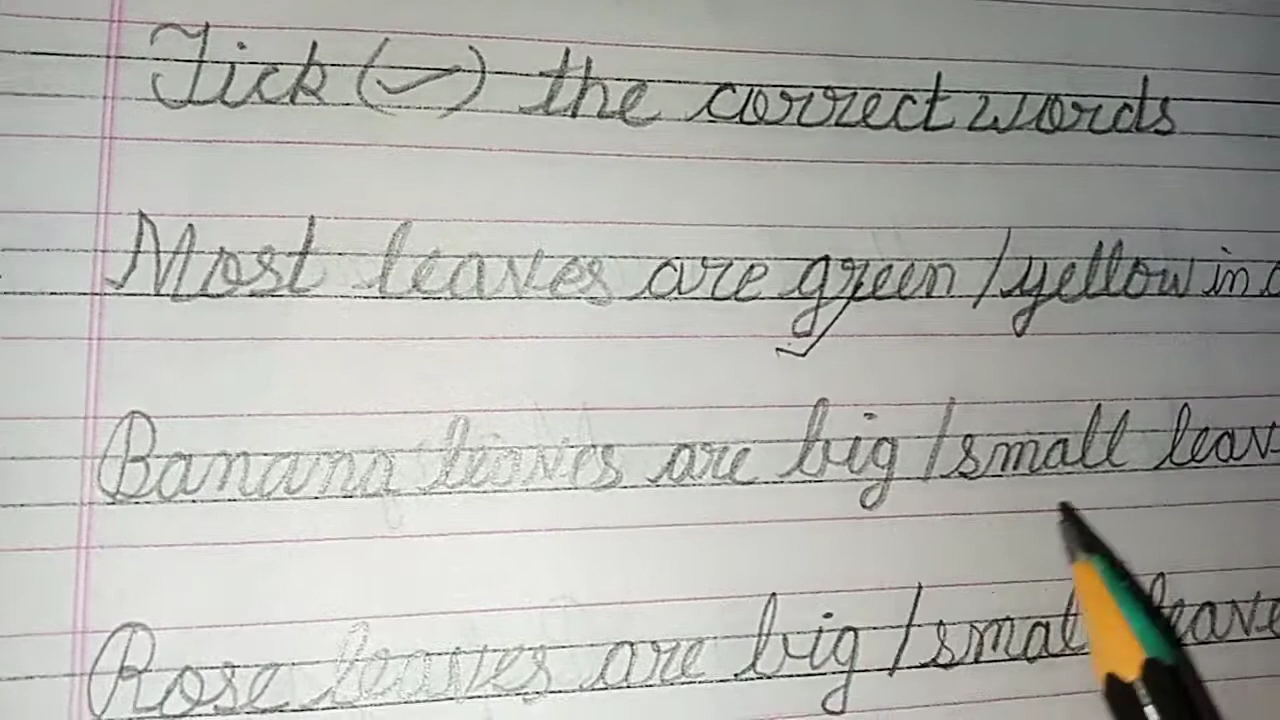 Tick (✓) the correct words
Most leaves are green / yellow in
Banana leaves are big / small leav
Rose leaves are big / small leave